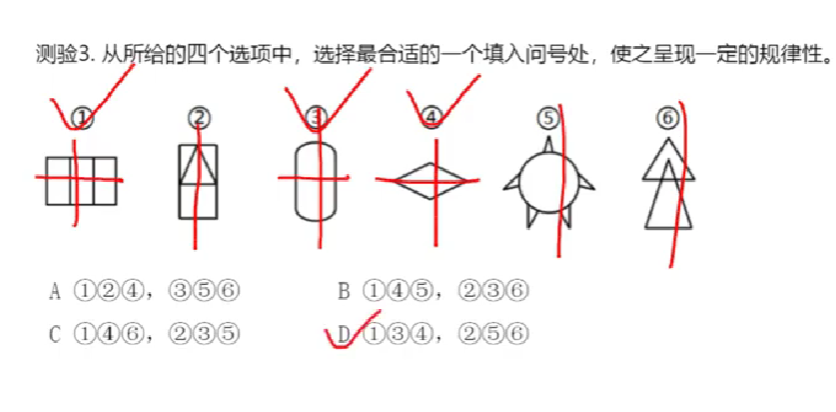 测验3. 从所给的四个选项中，选择最合适的一个填入问号处，使之呈现一定的规律性。
① ② ③ ④ ⑤ ⑥
A ①②④，③⑤⑥ B ①④⑤，②③⑥
C ①④⑥，②③⑤ D ①③④，②⑤⑥